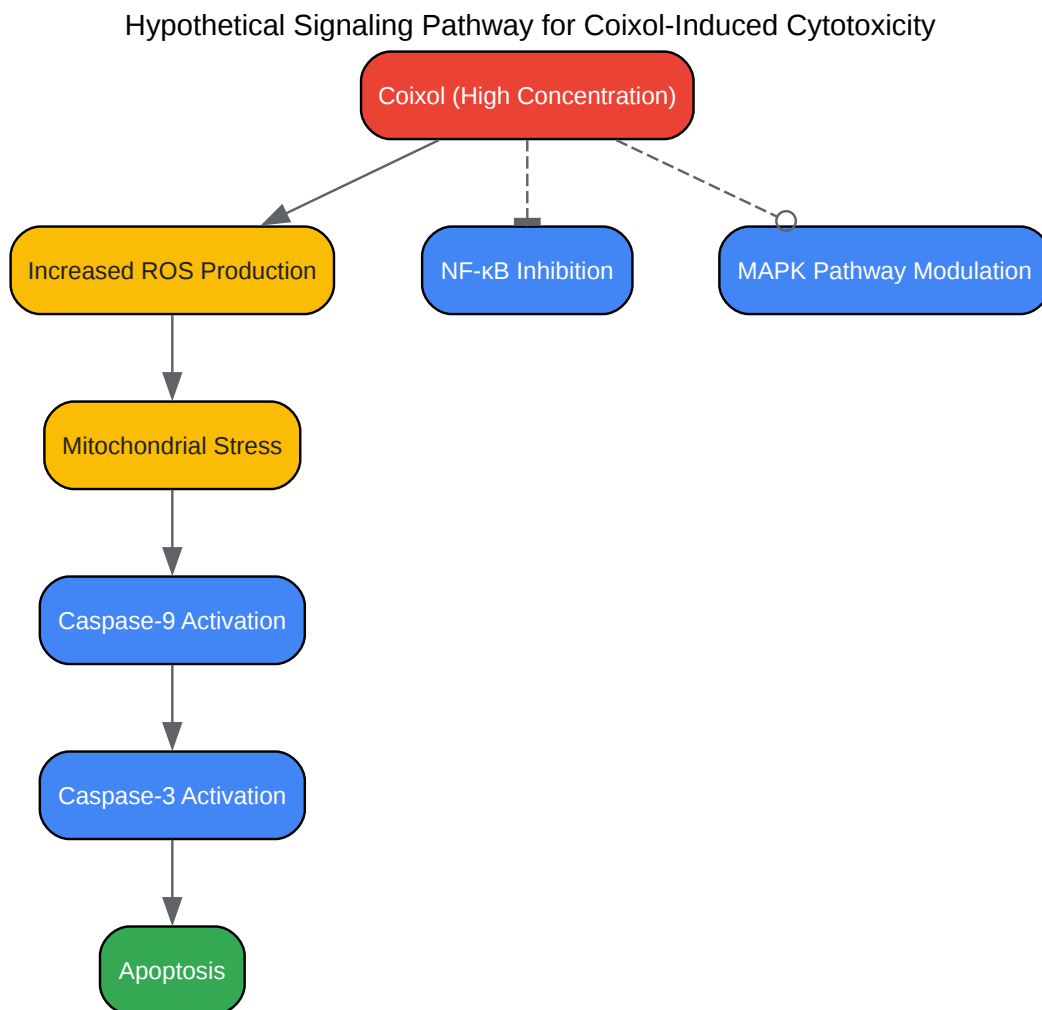 Hypothetical Signaling Pathway for Coixol-Induced Cytotoxicity
Coixol (High Concentration)
Increased ROS Production
NF-κB Inhibition
MAPK Pathway Modulation
Mitochondrial Stress
Caspase-9 Activation
Caspase-3 Activation
Apoptosis